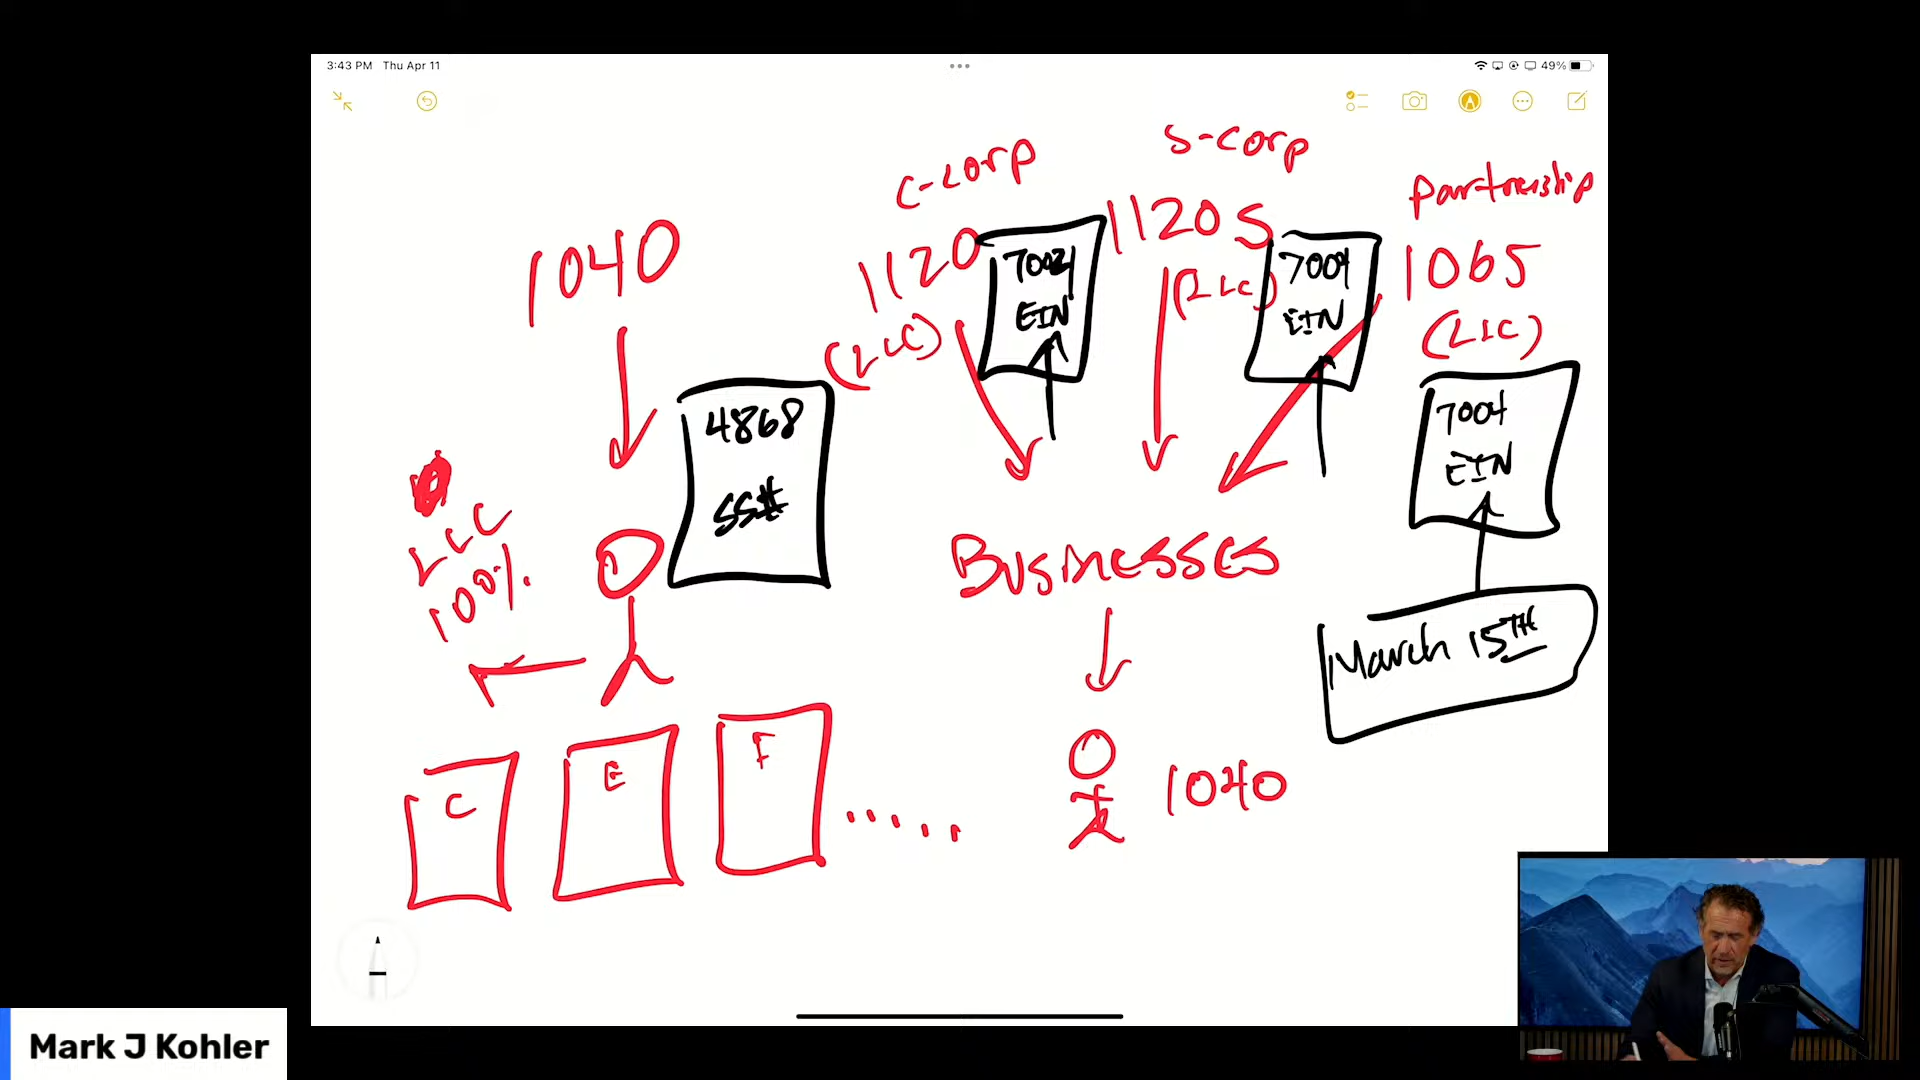 3:43 PM Thu Apr 11
49%
C-corp
S-corp
Partnership
1040
1120
7004
EIN
1120 S
7004
EIN
1065
(LLC)
(LLC)
(LLC)
4868
SS#
7004
EIN
LLC
100%
BUSINESSES
March 15TH
C
E
F
.....
1040
Mark J Kohler